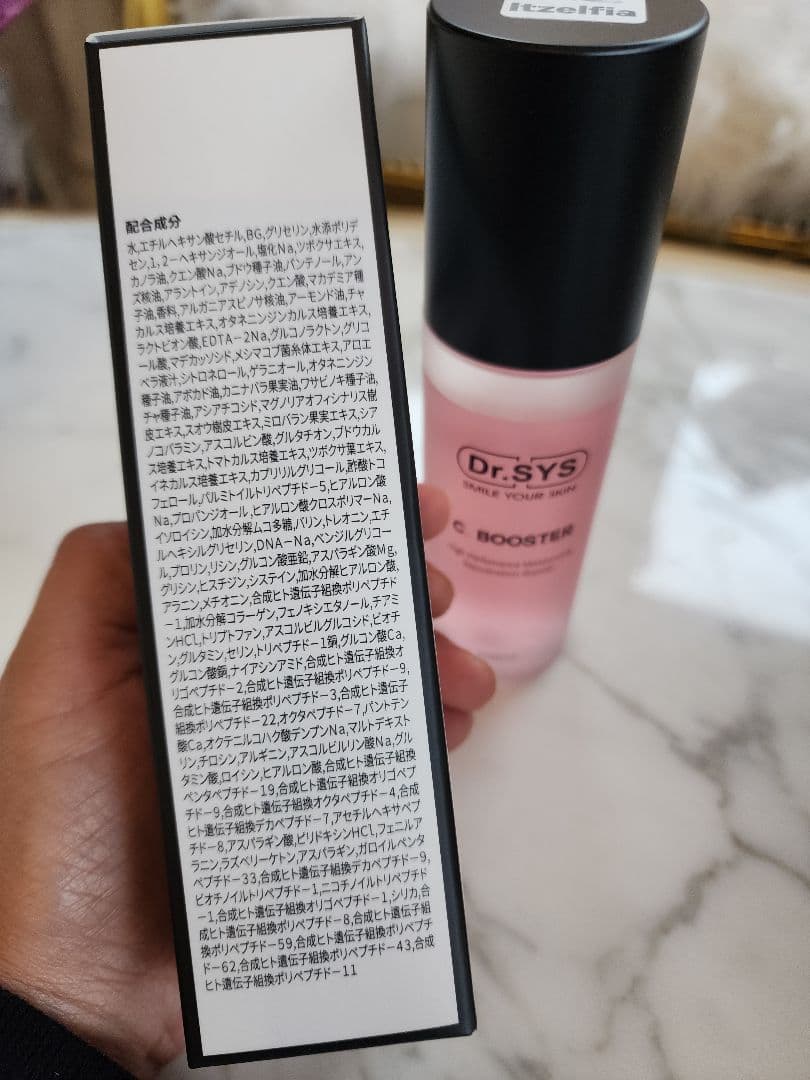 itzelfia
配合成分
水,エチルヘキサン酸セチル,BG,グリセリン,水添ポリデ
セン,1,2-ヘキサンジオール,塩化Na,ツボクサエキス,
カノラ油,クエン酸Na,ブドウ種子油,パンテノール,アン
ズ核油,アラントイン,アデノシン,クエン酸,マカデミア種
子油,香料,アルガニアスピノサ核油,アーモンド油,チャ
カルス培養エキス,オタネニンジンカルス培養エキス,
ラクトビオン酸,EDTA-2Na,グルコノラクトン,グリコ
ール酸,マデカッソシド,メシマコブ菌糸体エキス,アロエ
ベラ液汁,シトロネロール,ゲラニオール,オタネニンジン
種子油,アボカド油,カニナバラ果実油,ワサビノキ種子油,
チャ種子油,アシアチコシド,マグノリアオフィシナリス樹
皮エキス,スオウ樹皮エキス,ミロバラン果実エキス,シア
ノコバラミン,アスコルビン酸,グルタチオン,ブドウカル
ス培養エキス,トマトカルス培養エキス,ツボクサ葉エキス,
イネカルス培養エキス,カプリリルグリコール,酢酸トコ
フェロール,パルミトイルトリペプチド-5,ヒアルロン酸
Na,プロパンジオール,ヒアルロン酸クロスポリマーNa,
イソロイシン,加水分解ムコ多糖,バリン,トレオニン,エチ
ルヘキシルグリセリン,DNA-Na,ベンジルグリコー
ル,プロリン,リシン,グルコン酸亜鉛,アスパラギン酸Mg,
グリシン,ヒスチジン,システイン,加水分解ヒアルロン酸,
アラニン,メチオニン,合成ヒト遺伝子組換ポリペプチド
-1,加水分解コラーゲン,フェノキシエタノール,チアミ
ンHCl,トリプトファン,アスコルビルグルコシド,ビオチ
ン,グルタミン,セリン,トリペプチド-1銅,グルコン酸Ca,
グルコン酸銅,ナイアシンアミド,合成ヒト遺伝子組換オ
リゴペプチド-2,合成ヒト遺伝子組換ポリペプチド-9,
合成ヒト遺伝子組換ポリペプチド-3,合成ヒト遺伝子
組換ポリペプチド-22,オクタペプチド-7,パントテン
酸Ca,オクテニルコハク酸デンプンNa,マルトデキスト
リン,チロシン,アルギニン,アスコルビルリン酸Na,グル
タミン酸,ロイシン,ヒアルロン酸,合成ヒト遺伝子組換
ペンタペプチド-19,合成ヒト遺伝子組換オリゴペプ
チド-9,合成ヒト遺伝子組換オクタペプチド-4,合成
ヒト遺伝子組換デカペプチド-7,アセチルヘキサペプ
チド-8,アスパラギン酸,ピリドキシンHCl,フェニルア
ラニン,ラズベリーケトン,アスパラギン,ガロイルペンタ
ペプチド-33,合成ヒト遺伝子組換デカペプチド-9,
ビオチノイルトリペプチド-1,ニコチノイルトリペプチド
-1,合成ヒト遺伝子組換オリゴペプチド-1,シリカ,合
成ヒト遺伝子組換ポリペプチド-8,合成ヒト遺伝子組
換ポリペプチド-59,合成ヒト遺伝子組換ポリペプチ
ド-62,合成ヒト遺伝子組換ポリペプチド-43,合成
ヒト遺伝子組換ポリペプチド-11
Dr.SYS
SMILE YOUR SKIN
BOOSTER